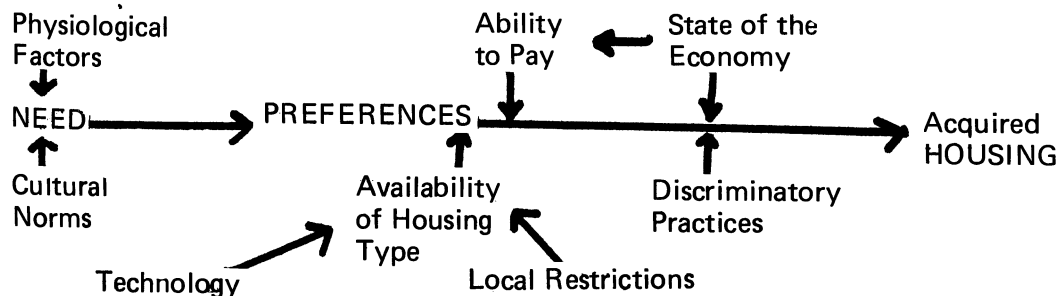 Physiological
Factors
NEED
Cultural
Norms
PREFERENCES
Ability
to Pay
State of the
Economy
Availability
of Housing
Type
Technology
Local Restrictions
Discriminatory
Practices
Acquired
HOUSING